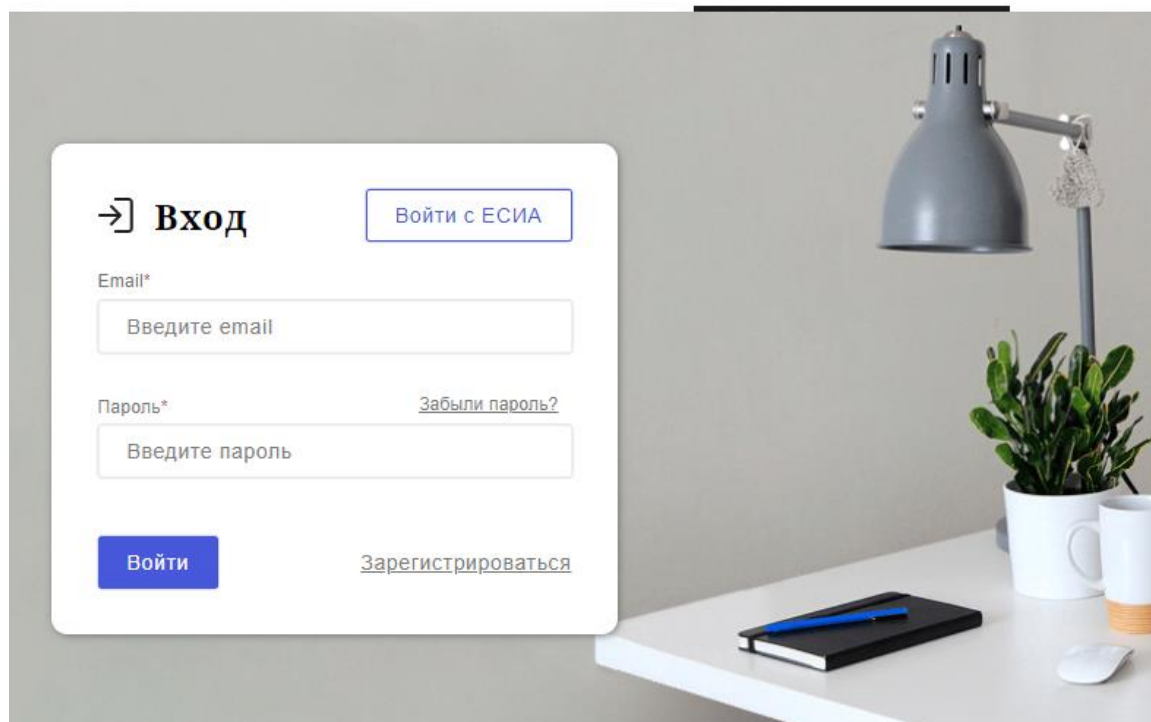 Вход
Войти с ЕСИА
Email*
Введите email
Пароль*
Забыли пароль?
Введите пароль
Войти
Зарегистрироваться